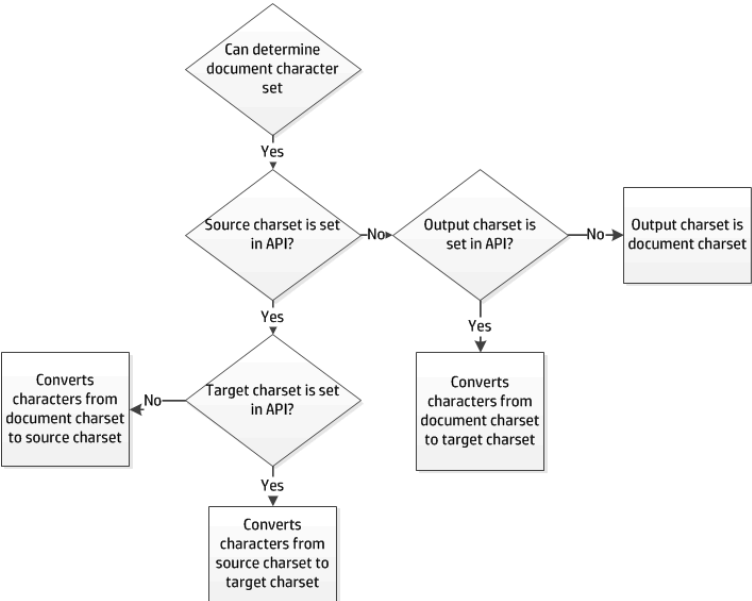 Can determine
document character
set
Yes
Source charset is set
in API?
No
Output charset is
set in API?
No
Output charset is
document charset
Yes
Yes
Converts
characters from
document charset
to source charset
No
Target charset is set
in API?
Converts
characters from
document charset
to target charset
Yes
Converts
characters from
source charset to
target charset